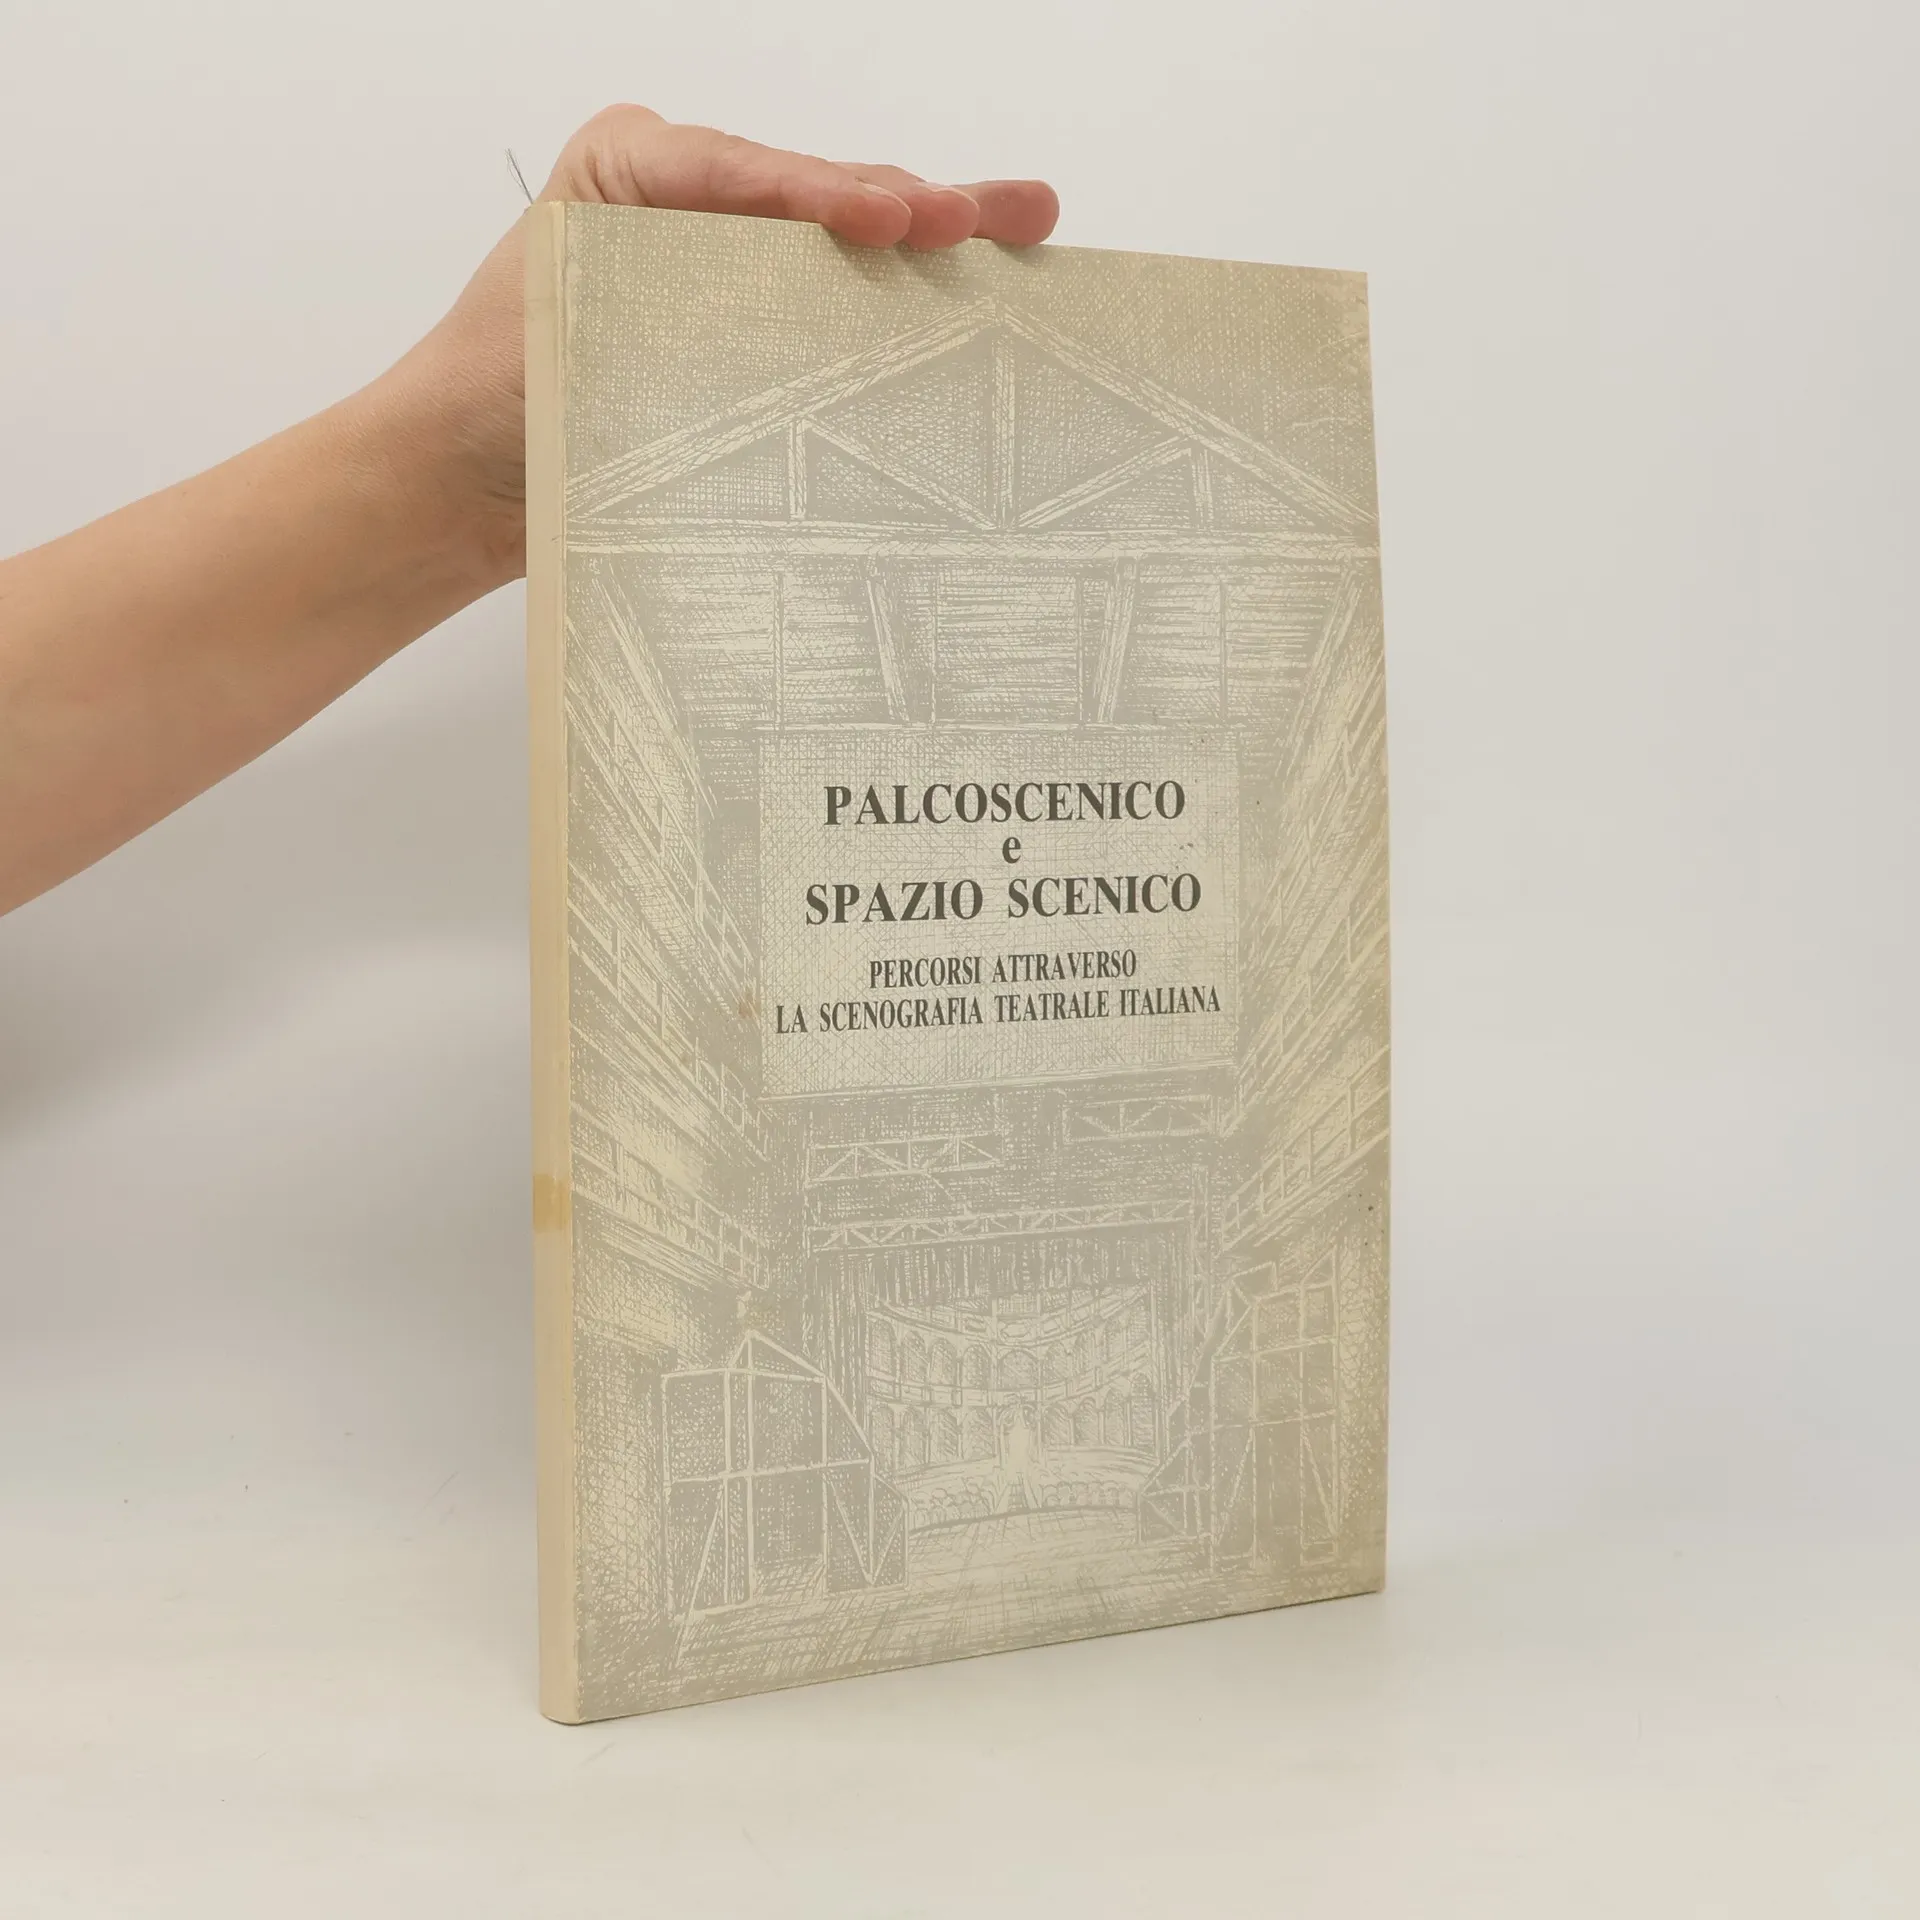 PALCOSCENICO
e
SPAZIO SCENICO
PERCORSI ATTRAVERSO
LA SCENOGRAFIA TEATRALE ITALIANA